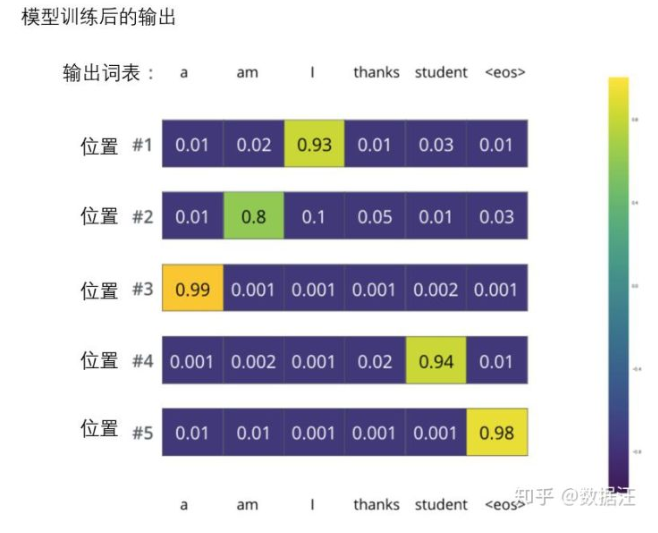 模型训练后的输出
输出词表： a am I thanks student <eos>
位置 #1 0.01 0.02 0.93 0.01 0.03 0.01
位置 #2 0.01 0.8 0.1 0.05 0.01 0.03
位置 #3 0.99 0.001 0.001 0.001 0.002 0.001
位置 #4 0.001 0.002 0.001 0.02 0.94 0.01
位置 #5 0.01 0.01 0.001 0.001 0.001 0.98
a am I thanks student <eos>
知乎 @数据汪